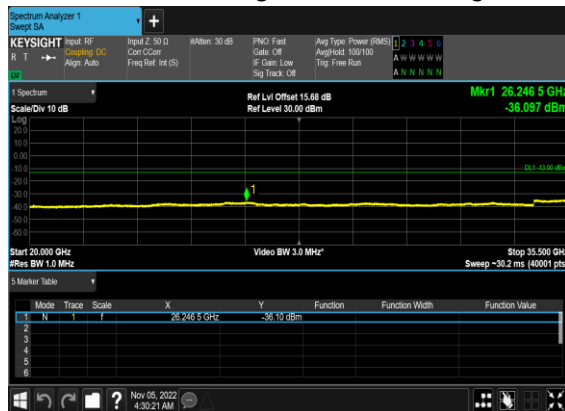 Spectrum Analyzer 1
Swept SA
+
KEYSIGHT Input: RF Input Z: 50 Ω #Atten: 30 dB PNO: Fast Avg Type: Power (RMS) 1 2 3 4 5 6
R T Coupling: DC Corr CCorr Gate: Off Avg|Hold: 100/100 A W W W W W
Align: Auto Freq Ref: Int (S) IF Gain: Low Trig: Free Run
Sig Track: Off A N N N N N
LXI
1 Spectrum Ref Lvl Offset 15.68 dB Mkr1 26.246 5 GHz
Scale/Div 10 dB Ref Level 30.00 dBm -36.097 dBm
Log
20.0
10.0
0.00
-10.0 DL1 -13.00 dBm
-20.0
-30.0 1
-40.0
-50.0
-60.0
Start 20.000 GHz Video BW 3.0 MHz* Stop 35.500 GHz
#Res BW 1.0 MHz Sweep ~30.2 ms (40001 pts)
5 Marker Table
Mode Trace Scale X Y Function Function Width Function Value
1 N 1 f 26.246 5 GHz -36.10 dBm
2
3
4
5
6
? Nov 05, 2022
4:30:21 AM